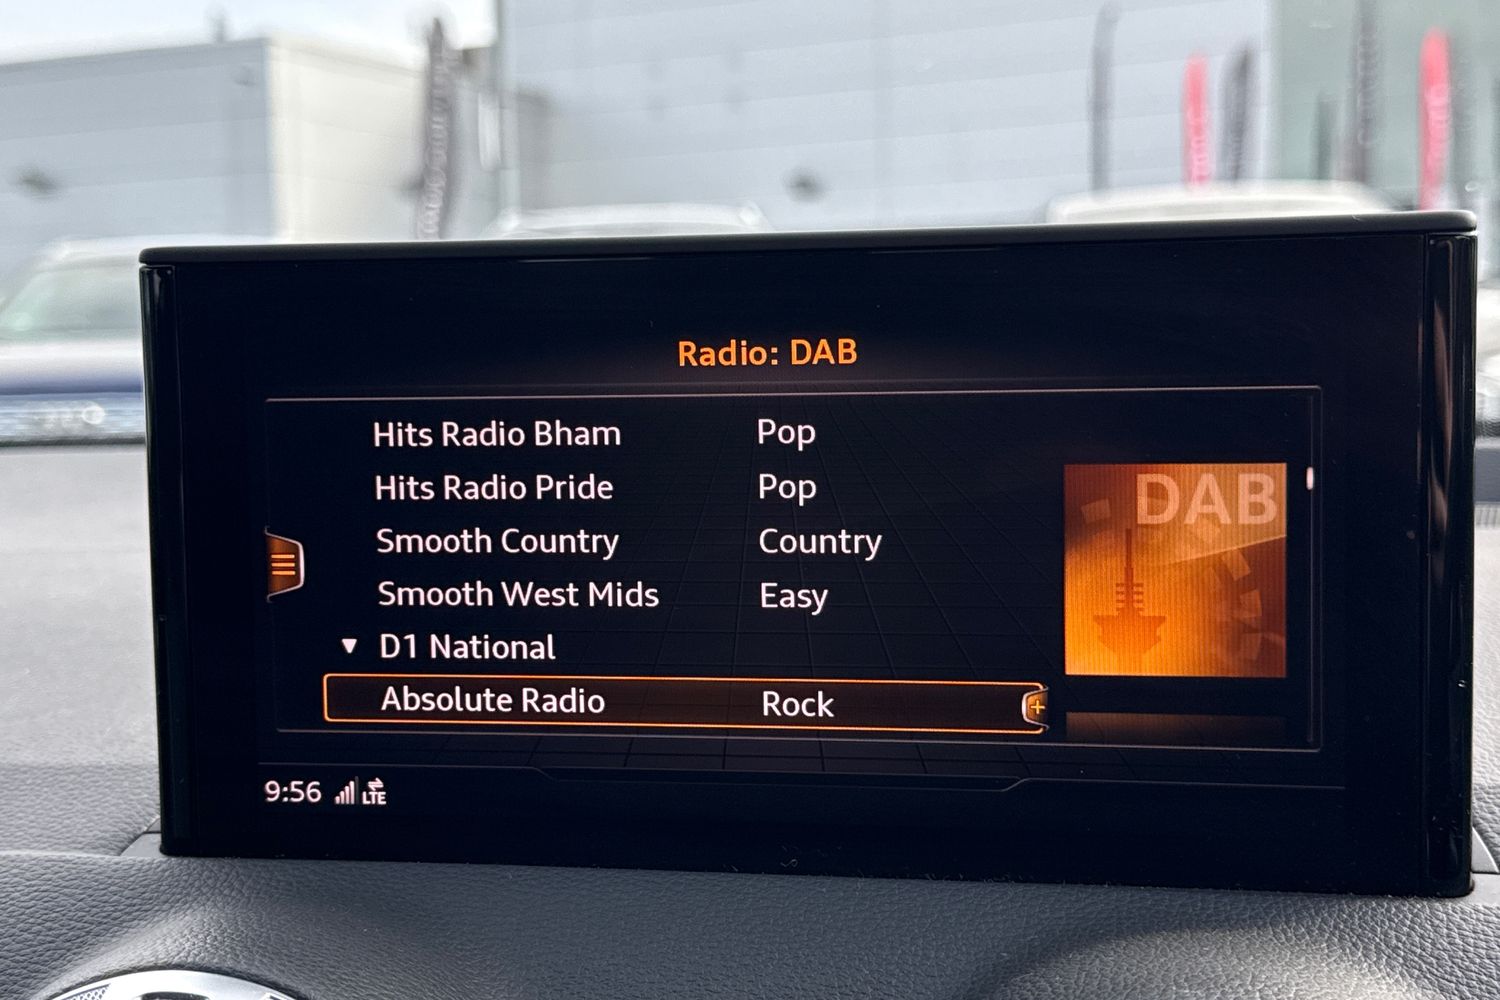 Radio: DAB
Hits Radio Bham Pop
Hits Radio Pride Pop
Smooth Country Country
Smooth West Mids Easy
▼ D1 National
Absolute Radio Rock +
DAB
9:56 LTE